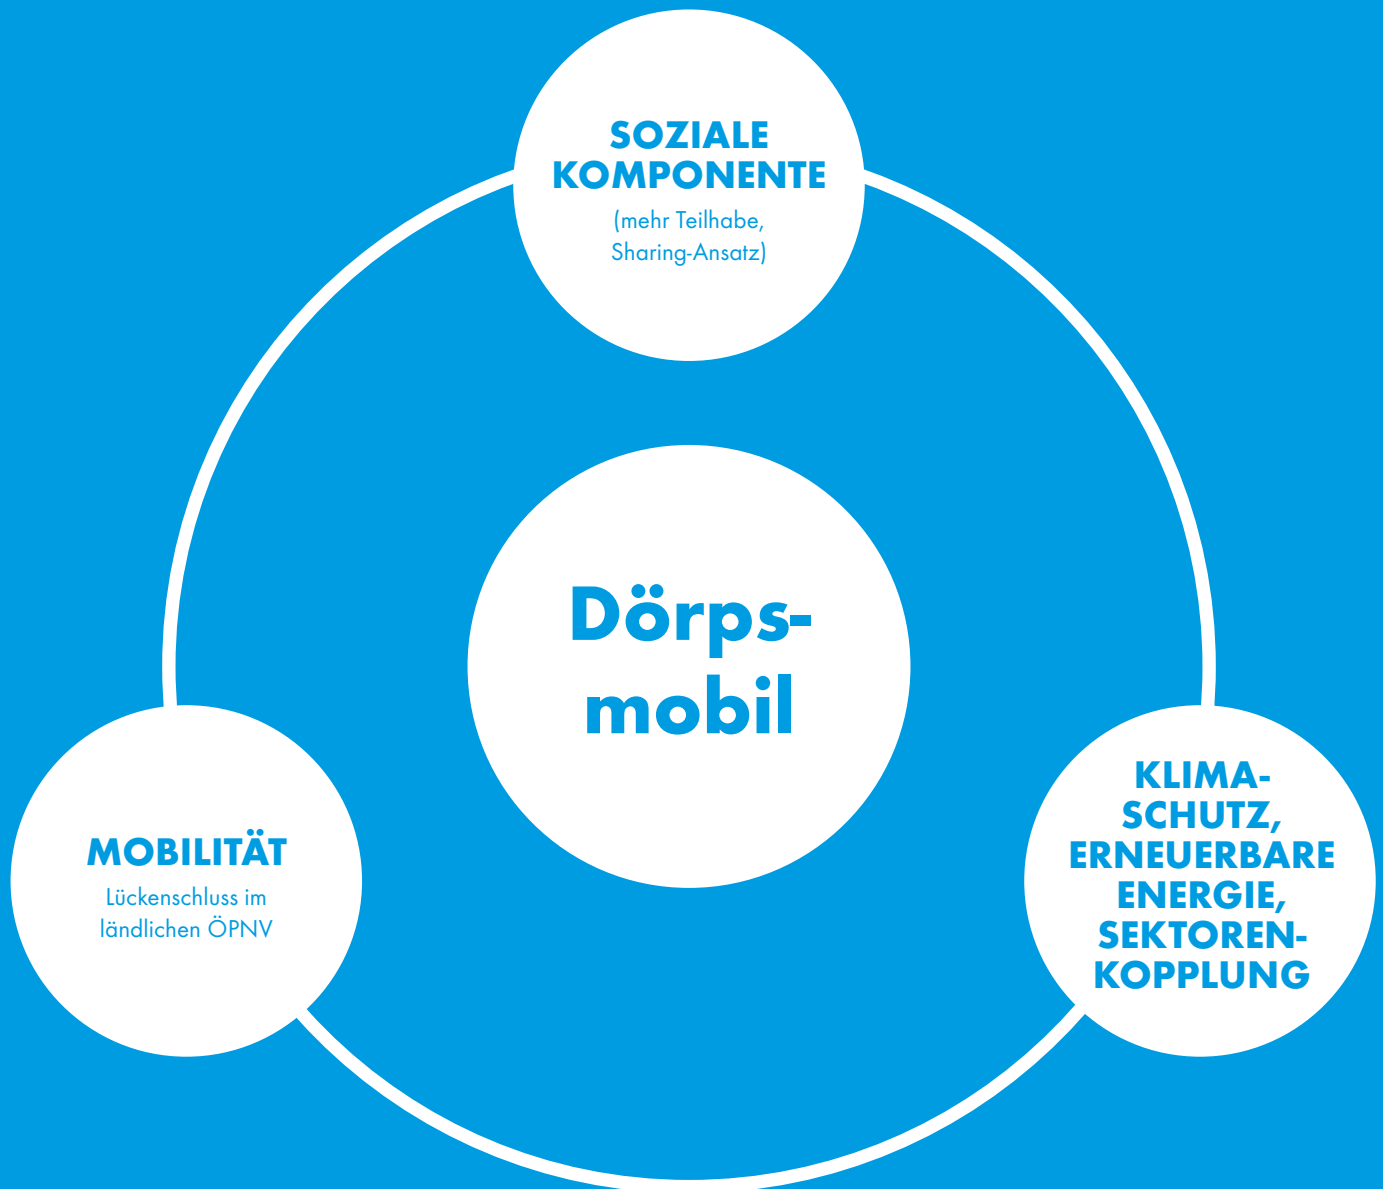 SOZIALE
KOMPONENTE
(mehr Teilhabe,
Sharing-Ansatz)
Dörps-
mobil
MOBILITÄT
Lückenschluss im
ländlichen ÖPNV
KLIMA-
SCHUTZ,
ERNEUERBARE
ENERGIE,
SEKTOREN-
KOPPLUNG